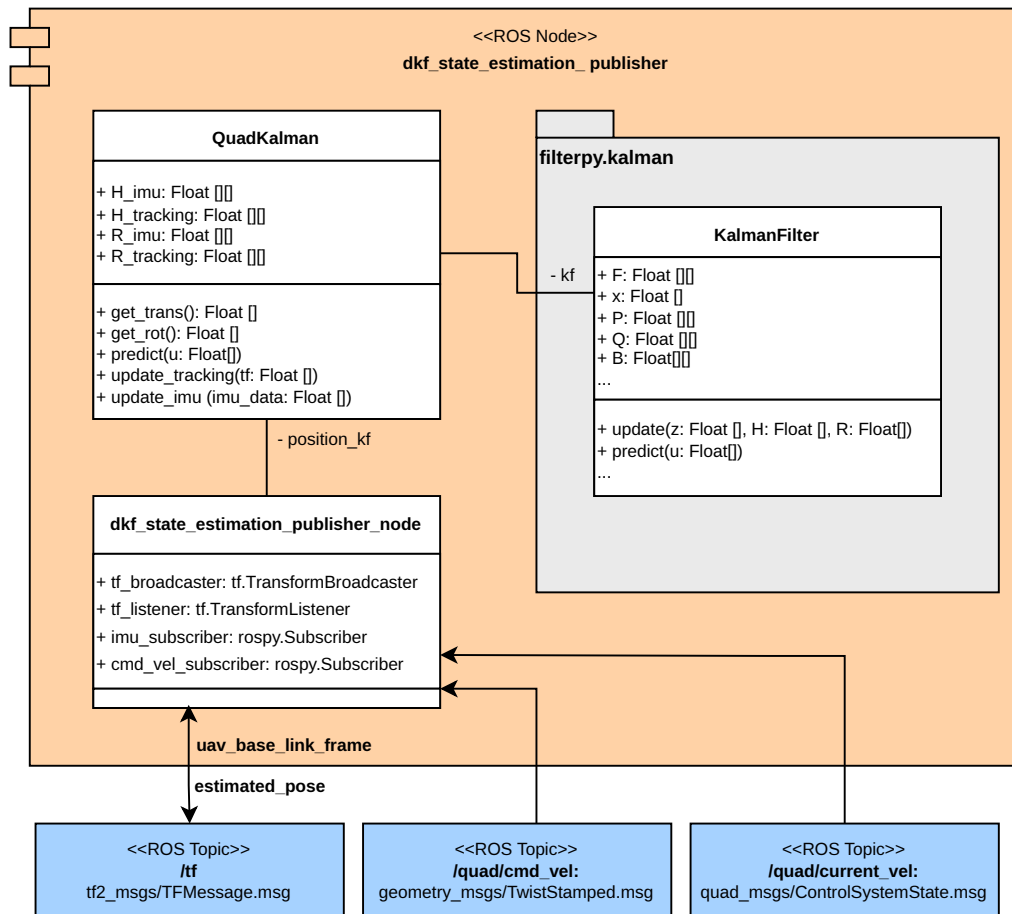 <<ROS Node>>
dkf_state_estimation_ publisher
QuadKalman
+ H_imu: Float [][]
+ H_tracking: Float [][]
+ R_imu: Float [][]
+ R_tracking: Float [][]
+ get_trans(): Float []
+ get_rot(): Float []
+ predict(u: Float[])
+ update_tracking(tf: Float [])
+ update_imu (imu_data: Float [])
- kf
filterpy.kalman
KalmanFilter
+ F: Float [][]
+ x: Float []
+ P: Float [][]
+ Q: Float [][]
+ B: Float[][]
...
+ update(z: Float [], H: Float [], R: Float[])
+ predict(u: Float[])
...
- position_kf
dkf_state_estimation_publisher_node
+ tf_broadcaster: tf.TransformBroadcaster
+ tf_listener: tf.TransformListener
+ imu_subscriber: rospy.Subscriber
+ cmd_vel_subscriber: rospy.Subscriber
uav_base_link_frame
estimated_pose
<<ROS Topic>>
/tf
tf2_msgs/TFMessage.msg
<<ROS Topic>>
/quad/cmd_vel:
geometry_msgs/TwistStamped.msg
<<ROS Topic>>
/quad/current_vel:
quad_msgs/ControlSystemState.msg